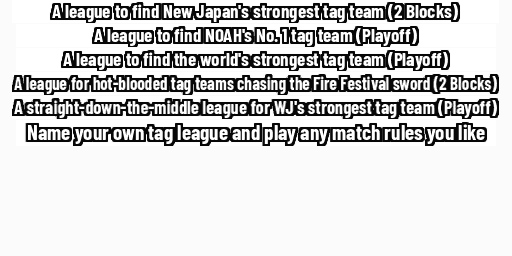 A league to find New Japan's strongest tag team (2 Blocks)
A league to find NOAH's No. 1 tag team (Playoff)
A league to find the world's strongest tag team (Playoff)
A league for hot-blooded tag teams chasing the Fire Festival sword (2 Blocks)
A straight-down-the-middle league for WJ's strongest tag team (Playoff)
Name your own tag league and play any match rules you like